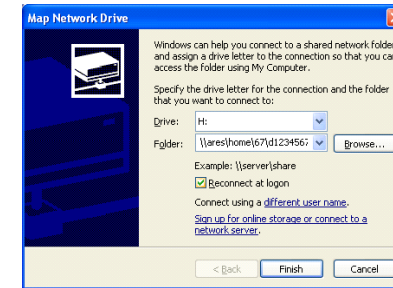 Map Network Drive
Windows can help you connect to a shared network folder
and assign a drive letter to the connection so that you can
access the folder using My Computer.
Specify the drive letter for the connection and the folder
that you want to connect to:
Drive: H:
Folder: \\ares\home\67\d1234567 Browse...
Example: \\server\share
Reconnect at logon
Connect using a different user name.
Sign up for online storage or connect to a
network server.
< Back Finish Cancel